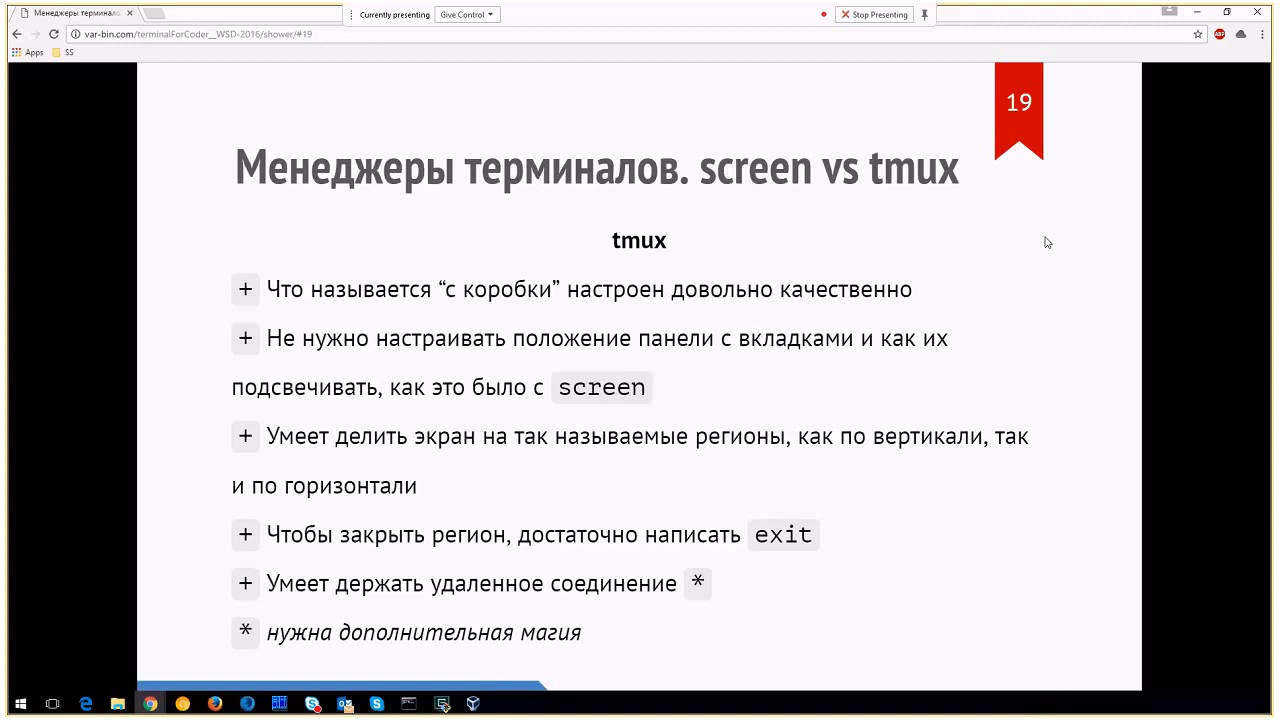 Менеджеры терминало
Currently presenting
Give Control
Stop Presenting
var-bin.com/terminalForCoder__WSD-2016/shower/#19
ABP
Apps
SS
19
Менеджеры терминалов. screen vs tmux
tmux
+ Что называется “с коробки” настроен довольно качественно
+ Не нужно настраивать положение панели с вкладками и как их
подсвечивать, как это было с screen
+ Умеет делить экран на так называемые регионы, как по вертикали, так
и по горизонтали
+ Чтобы закрыть регион, достаточно написать exit
+ Умеет держать удаленное соединение *
* нужна дополнительная магия